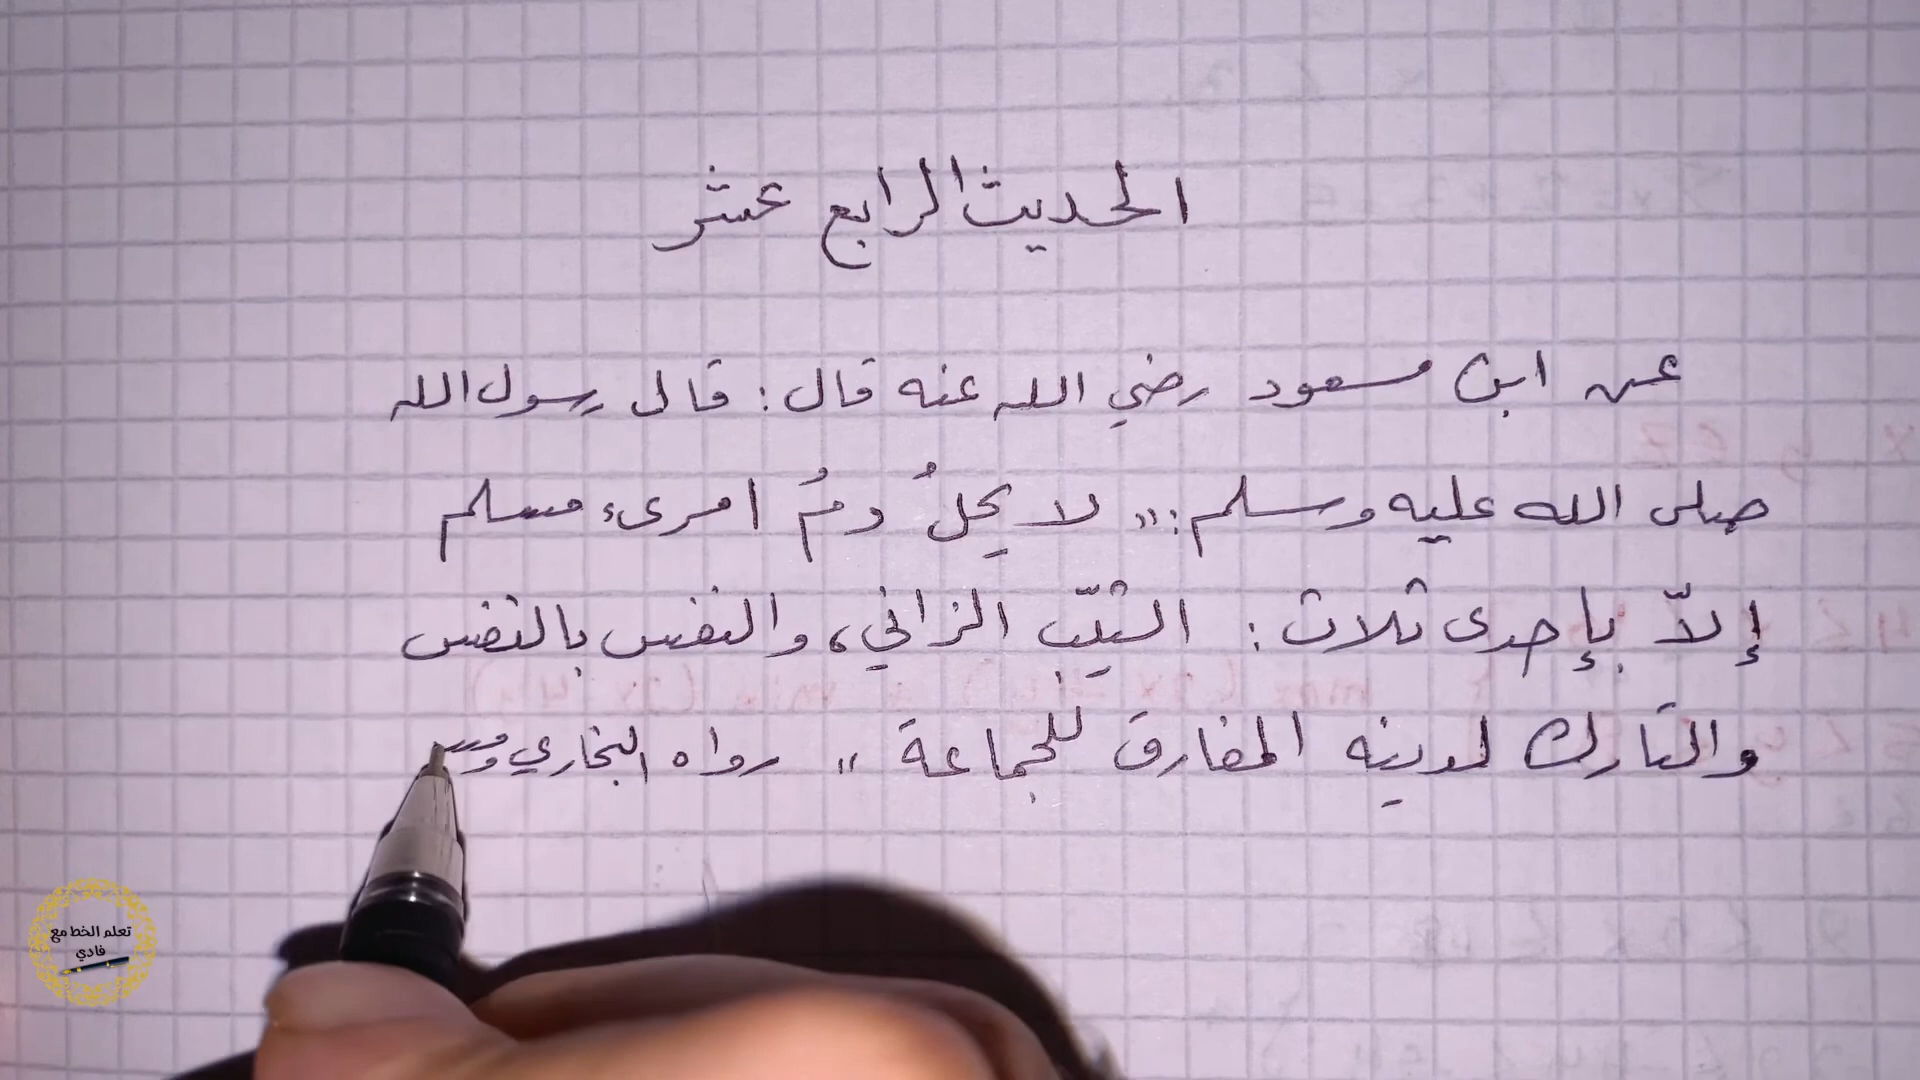 الحديث الرابع عشر
عن ابن مسعود رضي الله عنه قال: قال رسول الله
صلى الله عليه وسلم: "لا يحلُ دمُ امرىء مسلم
إلاّ بإحدى ثلاث: الثيّب الزاني، والنفس بالنفس
والتارك لدينه المفارق للجماعة" رواه البخاري ومس
تعلم الخط مع
فادي